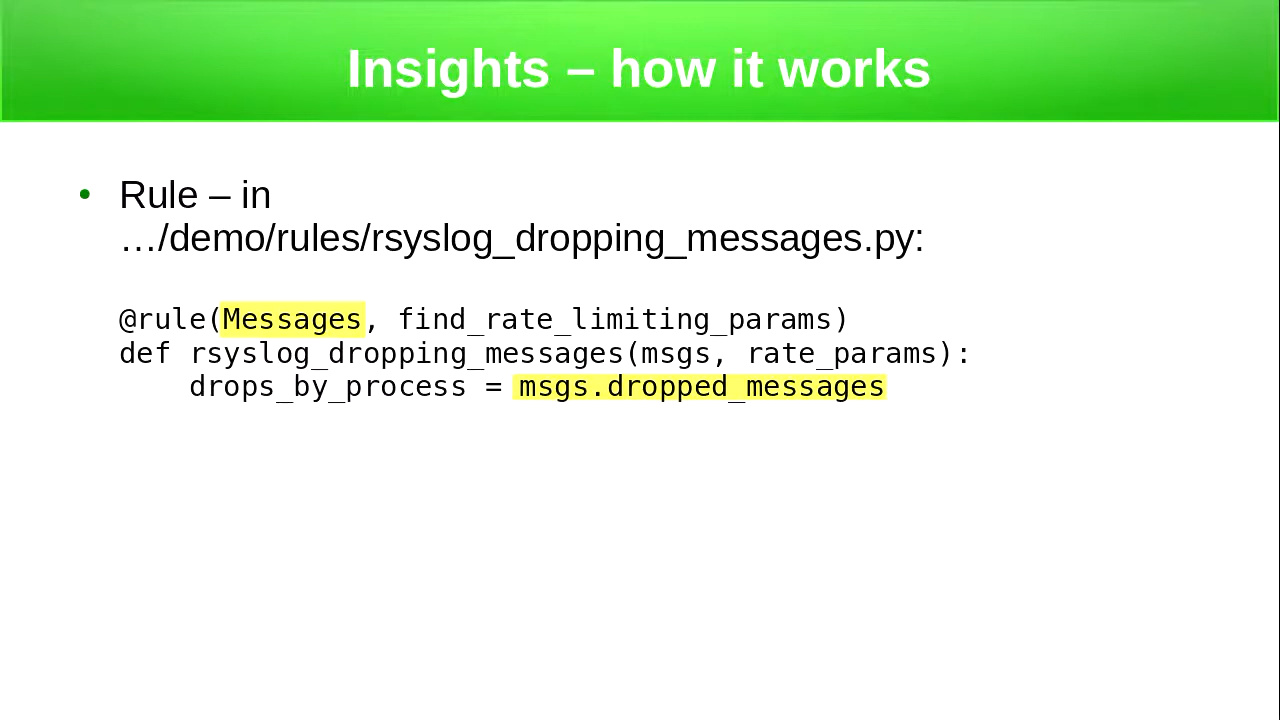 Insights – how it works
• Rule – in
…/demo/rules/rsyslog_dropping_messages.py:
@rule(Messages, find_rate_limiting_params)
def rsyslog_dropping_messages(msgs, rate_params):
    drops_by_process = msgs.dropped_messages